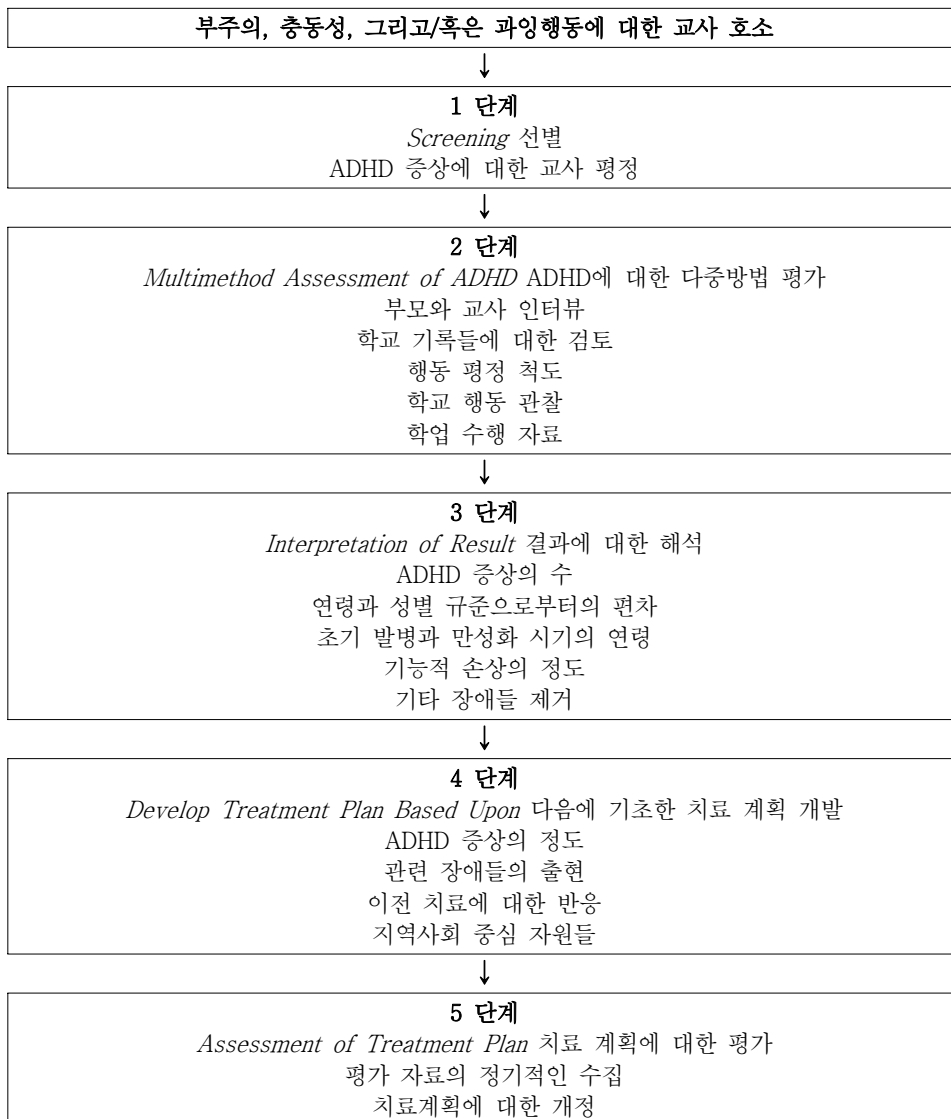 부주의, 충동성, 그리고/혹은 과잉행동에 대한 교사 호소
↓
1 단계
Screening 선별
ADHD 증상에 대한 교사 평정
↓
2 단계
Multimethod Assessment of ADHD ADHD에 대한 다중방법 평가
부모와 교사 인터뷰
학교 기록들에 대한 검토
행동 평정 척도
학교 행동 관찰
학업 수행 자료
↓
3 단계
Interpretation of Result 결과에 대한 해석
ADHD 증상의 수
연령과 성별 규준으로부터의 편차
초기 발병과 만성화 시기의 연령
기능적 손상의 정도
기타 장애들 제거
↓
4 단계
Develop Treatment Plan Based Upon 다음에 기초한 치료 계획 개발
ADHD 증상의 정도
관련 장애들의 출현
이전 치료에 대한 반응
지역사회 중심 자원들
↓
5 단계
Assessment of Treatment Plan 치료 계획에 대한 평가
평가 자료의 정기적인 수집
치료계획에 대한 개정